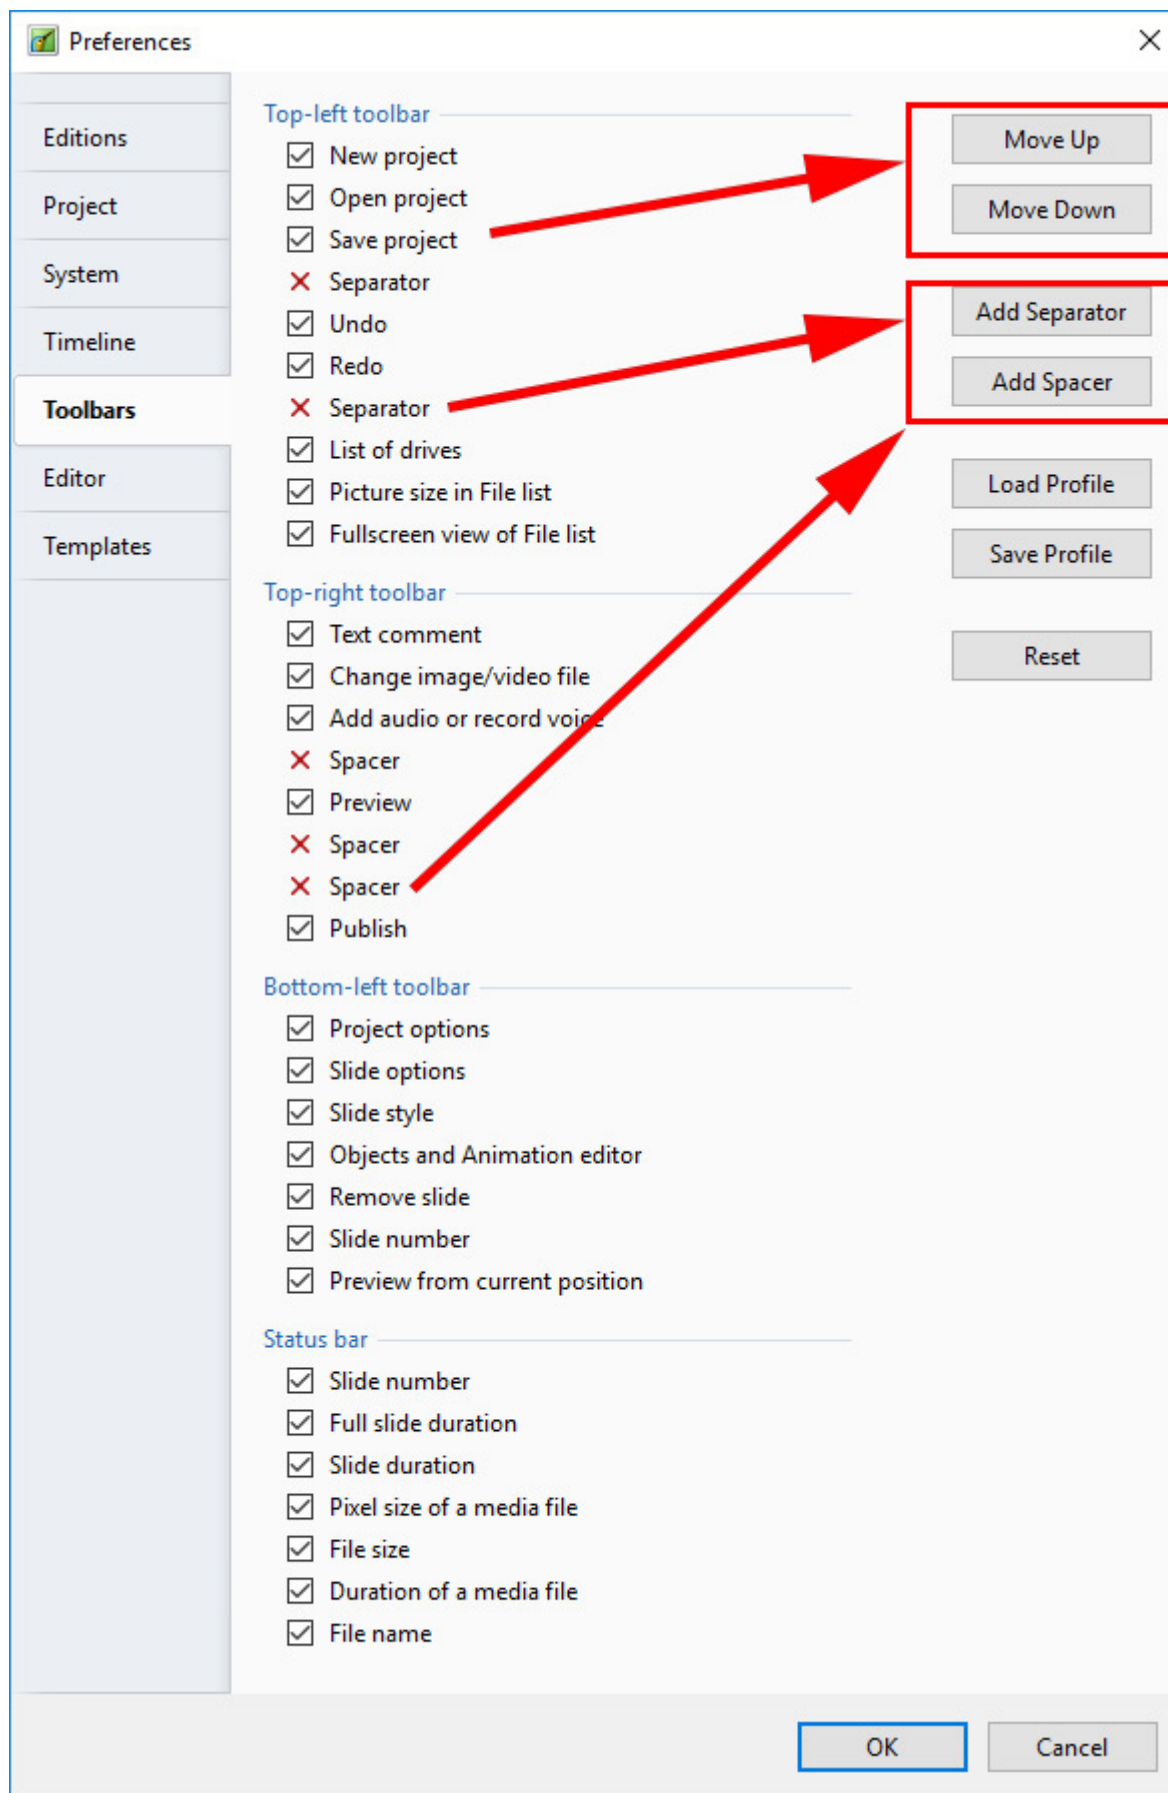 Preferences
Editions
Project
System
Timeline
Toolbars
Editor
Templates
Top-left toolbar
New project
Open project
Save project
Separator
Undo
Redo
Separator
List of drives
Picture size in File list
Fullscreen view of File list
Top-right toolbar
Text comment
Change image/video file
Add audio or record voice
Spacer
Preview
Spacer
Spacer
Publish
Bottom-left toolbar
Project options
Slide options
Slide style
Objects and Animation editor
Remove slide
Slide number
Preview from current position
Status bar
Slide number
Full slide duration
Slide duration
Pixel size of a media file
File size
Duration of a media file
File name
Move Up
Move Down
Add Separator
Add Spacer
Load Profile
Save Profile
Reset
OK
Cancel